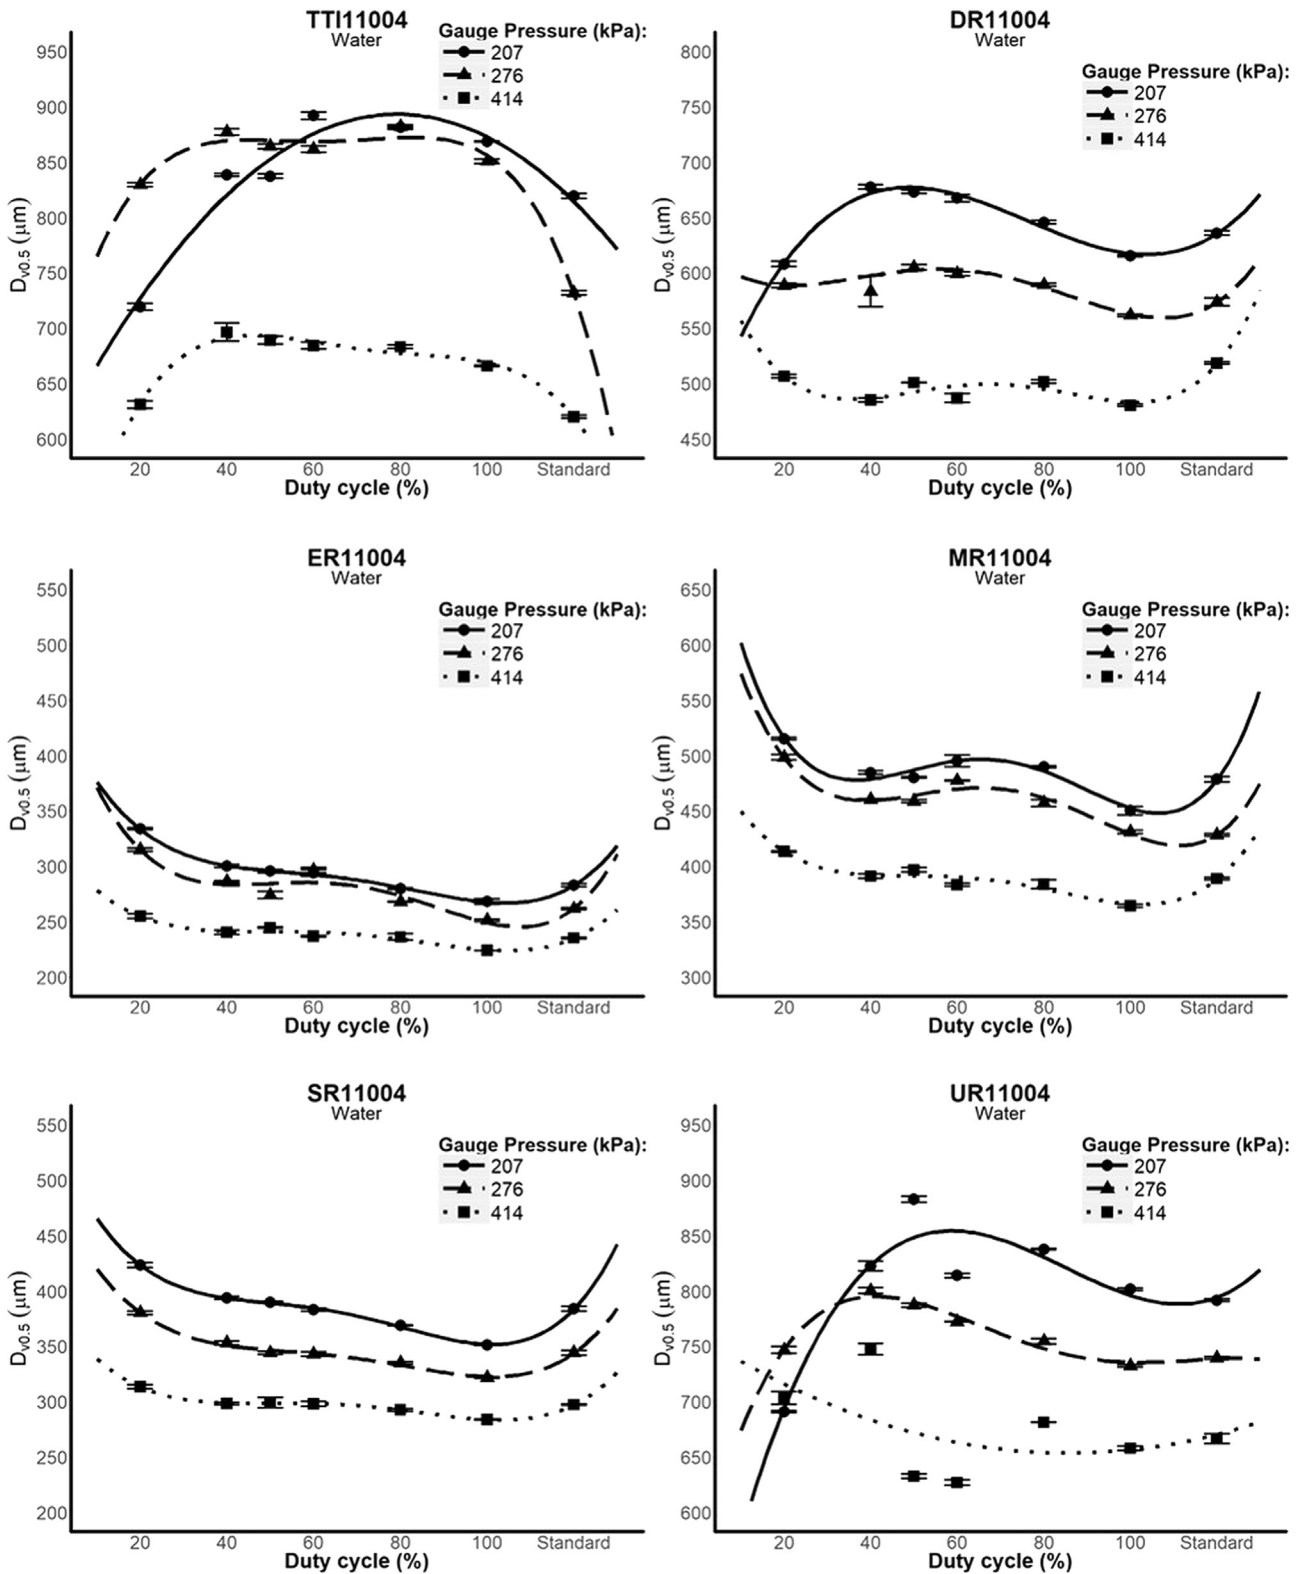 TTI11004
Water
Gauge Pressure (kPa):
207
276
414
950
900
850
800
750
700
650
600
Dv0.5 (μm)
20 40 60 80 100 Standard
Duty cycle (%)
DR11004
Water
Gauge Pressure (kPa):
207
276
414
800
750
700
650
600
550
500
450
Dv0.5 (μm)
20 40 60 80 100 Standard
Duty cycle (%)
ER11004
Water
Gauge Pressure (kPa):
207
276
414
550
500
450
400
350
300
250
200
Dv0.5 (μm)
20 40 60 80 100 Standard
Duty cycle (%)
MR11004
Water
Gauge Pressure (kPa):
207
276
414
650
600
550
500
450
400
350
300
Dv0.5 (μm)
20 40 60 80 100 Standard
Duty cycle (%)
SR11004
Water
Gauge Pressure (kPa):
207
276
414
550
500
450
400
350
300
250
200
Dv0.5 (μm)
20 40 60 80 100 Standard
Duty cycle (%)
UR11004
Water
Gauge Pressure (kPa):
207
276
414
950
900
850
800
750
700
650
600
Dv0.5 (μm)
20 40 60 80 100 Standard
Duty cycle (%)